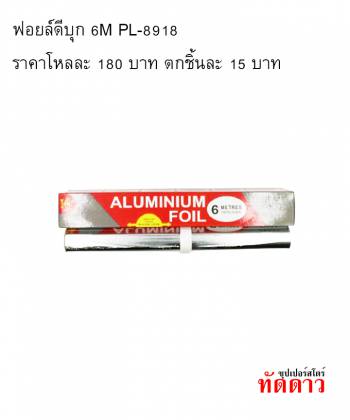 ฟอยล์ดีบุก 6M PL-8918
ราคาโหลละ 180 บาท ตกชิ้นละ 15 บาท
ALUMINIUM
FOIL
6
METRES
ALUMINIUM
FOIL
ซุปเปอร์สโตร์
ทัดดาว